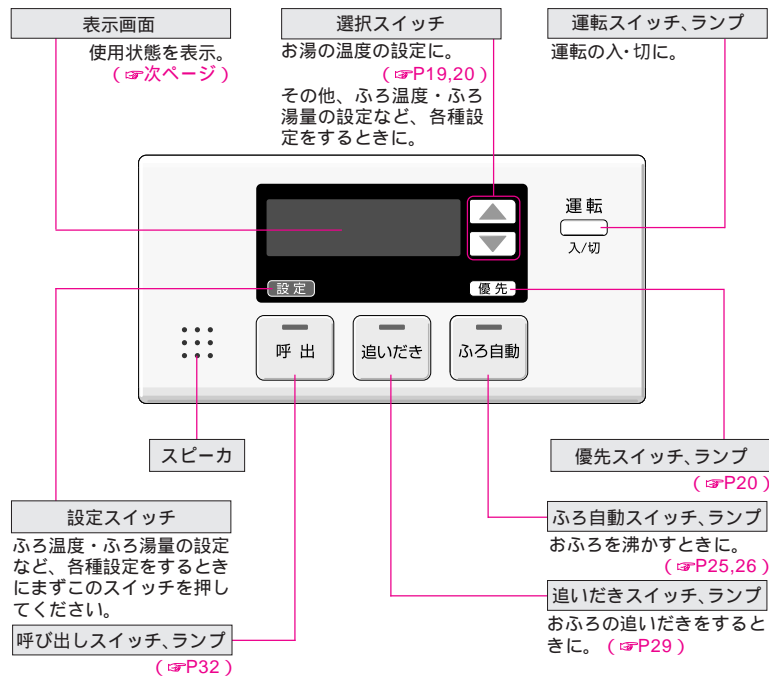 表示画面
使用状態を表示。
(☞次ページ)
選択スイッチ
お湯の温度の設定に。
(☞P19,20)
その他、ふろ温度・ふろ
湯量の設定など、各種設
定をするときに。
運転スイッチ、ランプ
運転の入・切に。
運転
入/切
設定
優先
呼出
追いだき
ふろ自動
スピーカ
設定スイッチ
ふろ温度・ふろ湯量の設定
など、各種設定をするとき
にまずこのスイッチを押し
てください。
呼び出しスイッチ、ランプ
(☞P32)
優先スイッチ、ランプ
(☞P20)
ふろ自動スイッチ、ランプ
おふろを沸かすときに。
(☞P25,26)
追いだきスイッチ、ランプ
おふろの追いだきをすると
きに。(☞P29)